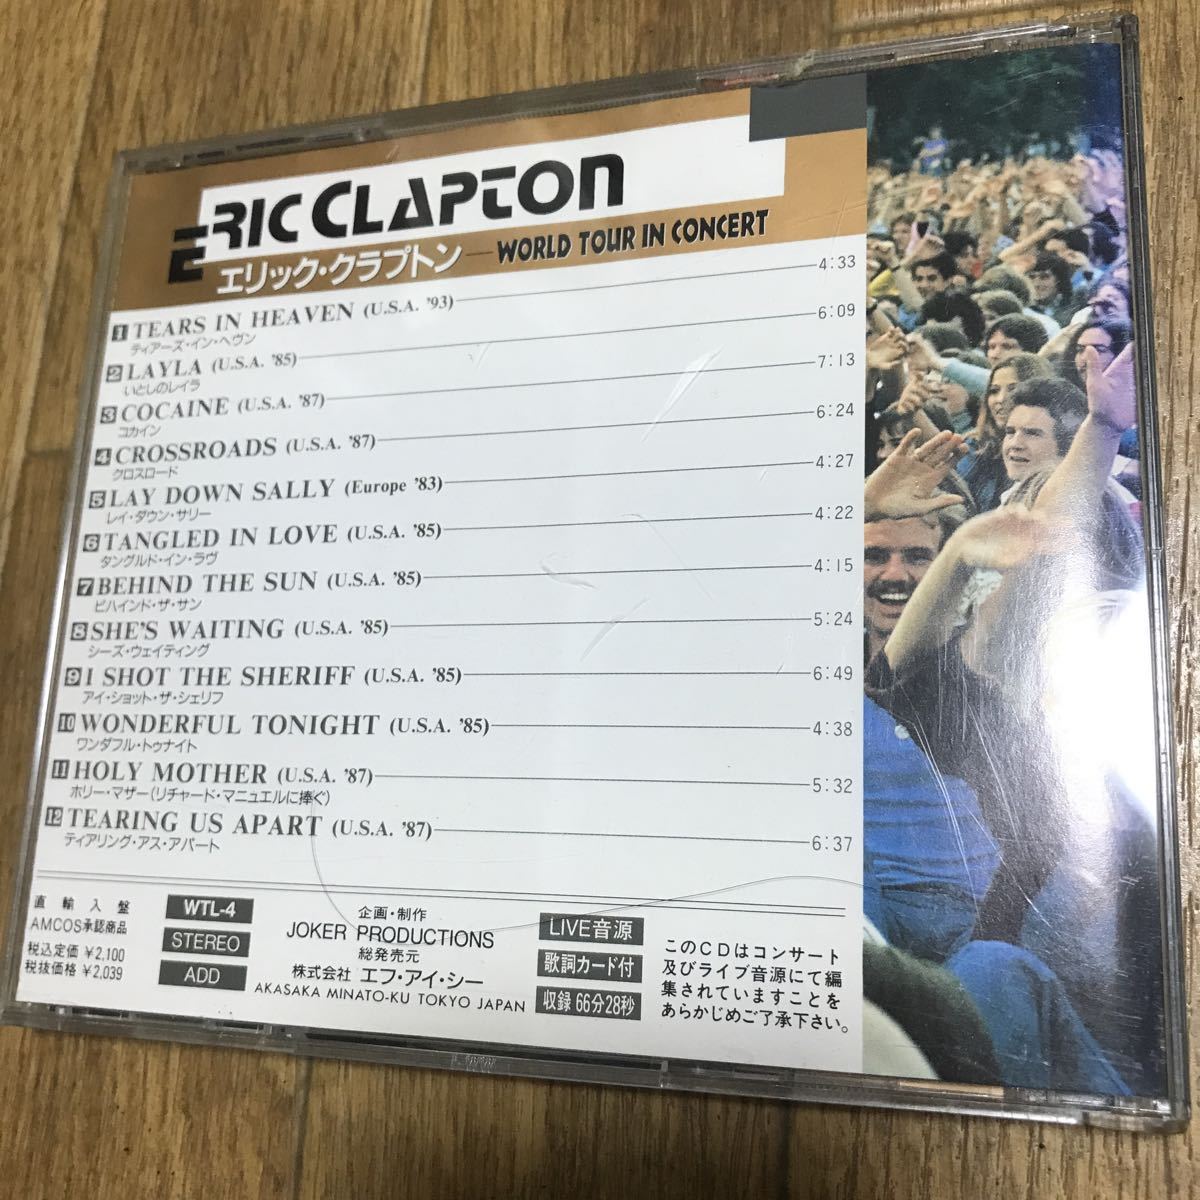 ERIC CLAPTON
エリック・クラプトン—WORLD TOUR IN CONCERT
1 TEARS IN HEAVEN (U.S.A. '93) 4:33
ティアーズ・イン・ヘヴン
2 LAYLA (U.S.A. '85) 6:09
いとしのレイラ
3 COCAINE (U.S.A. '87) 7:13
コカイン
4 CROSSROADS (U.S.A. '87) 6:24
クロスロード
5 LAY DOWN SALLY (Europe '83) 4:27
レイ・ダウン・サリー
6 TANGLED IN LOVE (U.S.A. '85) 4:22
タングルド・イン・ラヴ
7 BEHIND THE SUN (U.S.A. '85) 4:15
ビハインド・ザ・サン
8 SHE'S WAITING (U.S.A. '85) 5:24
シーズ・ウェイティング
9 I SHOT THE SHERIFF (U.S.A. '85) 6:49
アイ・ショット・ザ・シェリフ
10 WONDERFUL TONIGHT (U.S.A. '85) 4:38
ワンダフル・トゥナイト
11 HOLY MOTHER (U.S.A. '87) 5:32
ホリー・マザー(リチャード・マニュエルに捧ぐ)
12 TEARING US APART (U.S.A. '87) 6:37
ティアリング・アス・アパート
直輸入盤
AMCOS承認商品
税込定価 ¥2,100
税抜価格 ¥2,039
WTL-4
STEREO
ADD
企画・制作
JOKER PRODUCTIONS
総発売元
株式会社 エフ・アイ・シー
AKASAKA MINATO-KU TOKYO JAPAN
LIVE音源
歌詞カード付
収録 66分28秒
このCDはコンサート
及びライブ音源にて編
集されていますことを
あらかじめご了承下さい。